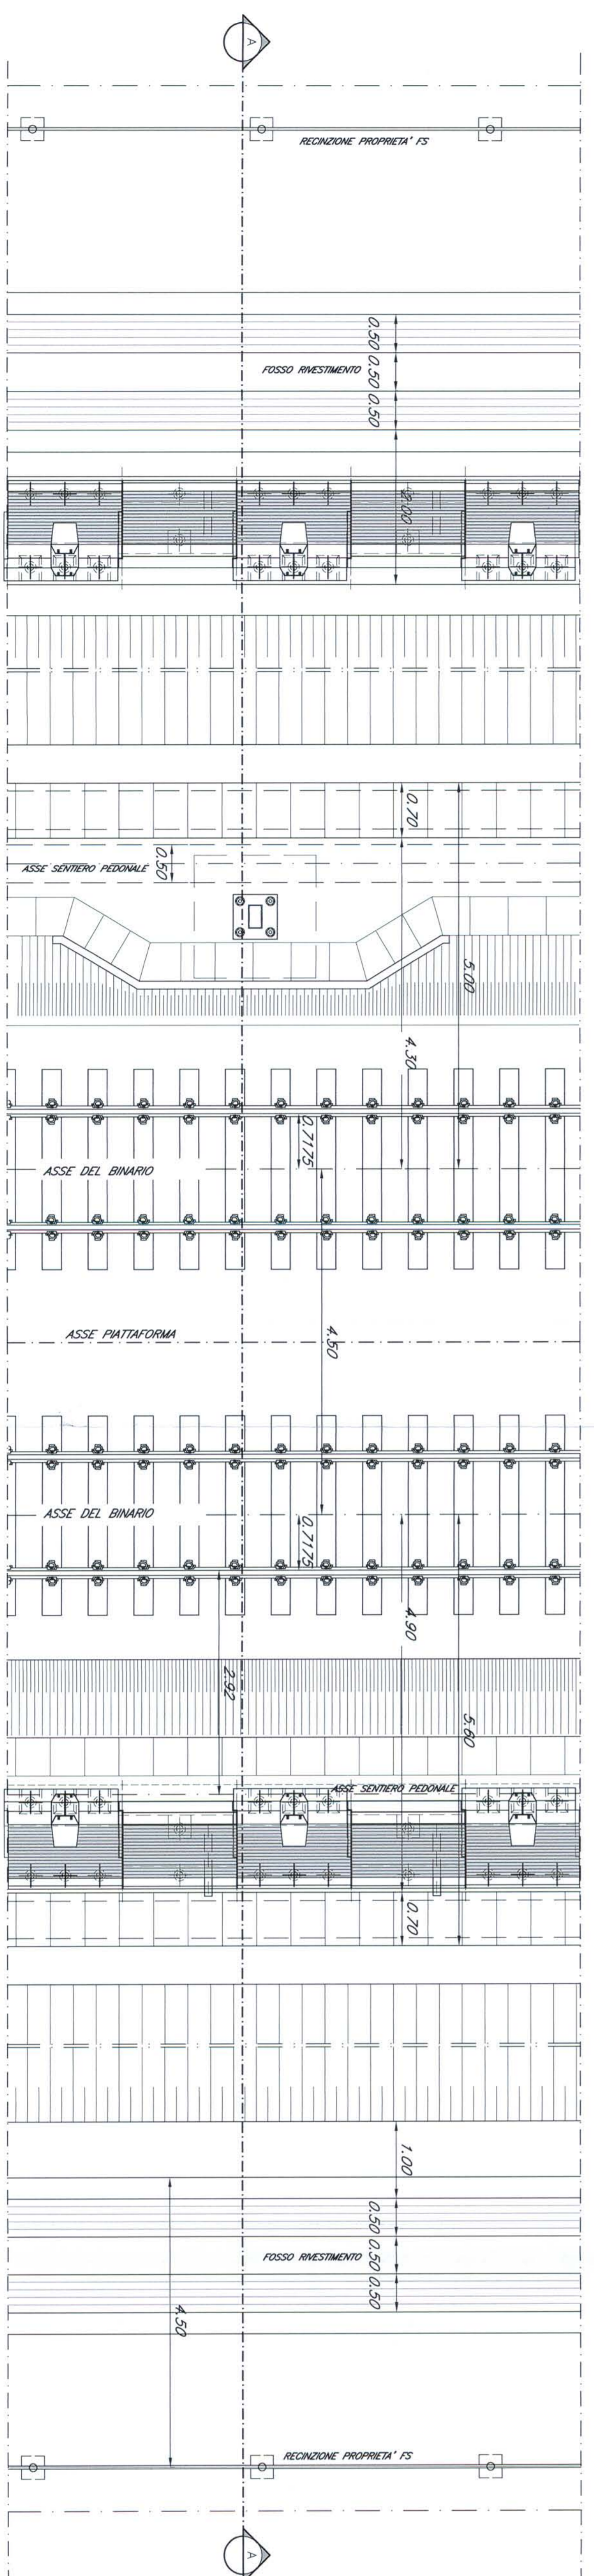 A
RECINZIONE PROPRIETA' FS
0.50
FOSSO RIVESTIMENTO
0.50
0.50
2.00
0.70
ASSE SENTIERO PEDONALE
0.50
5.00
4.30
0.7175
ASSE DEL BINARIO
ASSE PIATTAFORMA
4.50
ASSE DEL BINARIO
0.7175
4.90
2.92
5.60
ASSE SENTIERO PEDONALE
0.70
1.00
0.50
FOSSO RIVESTIMENTO
0.50
0.50
4.50
RECINZIONE PROPRIETA' FS
A